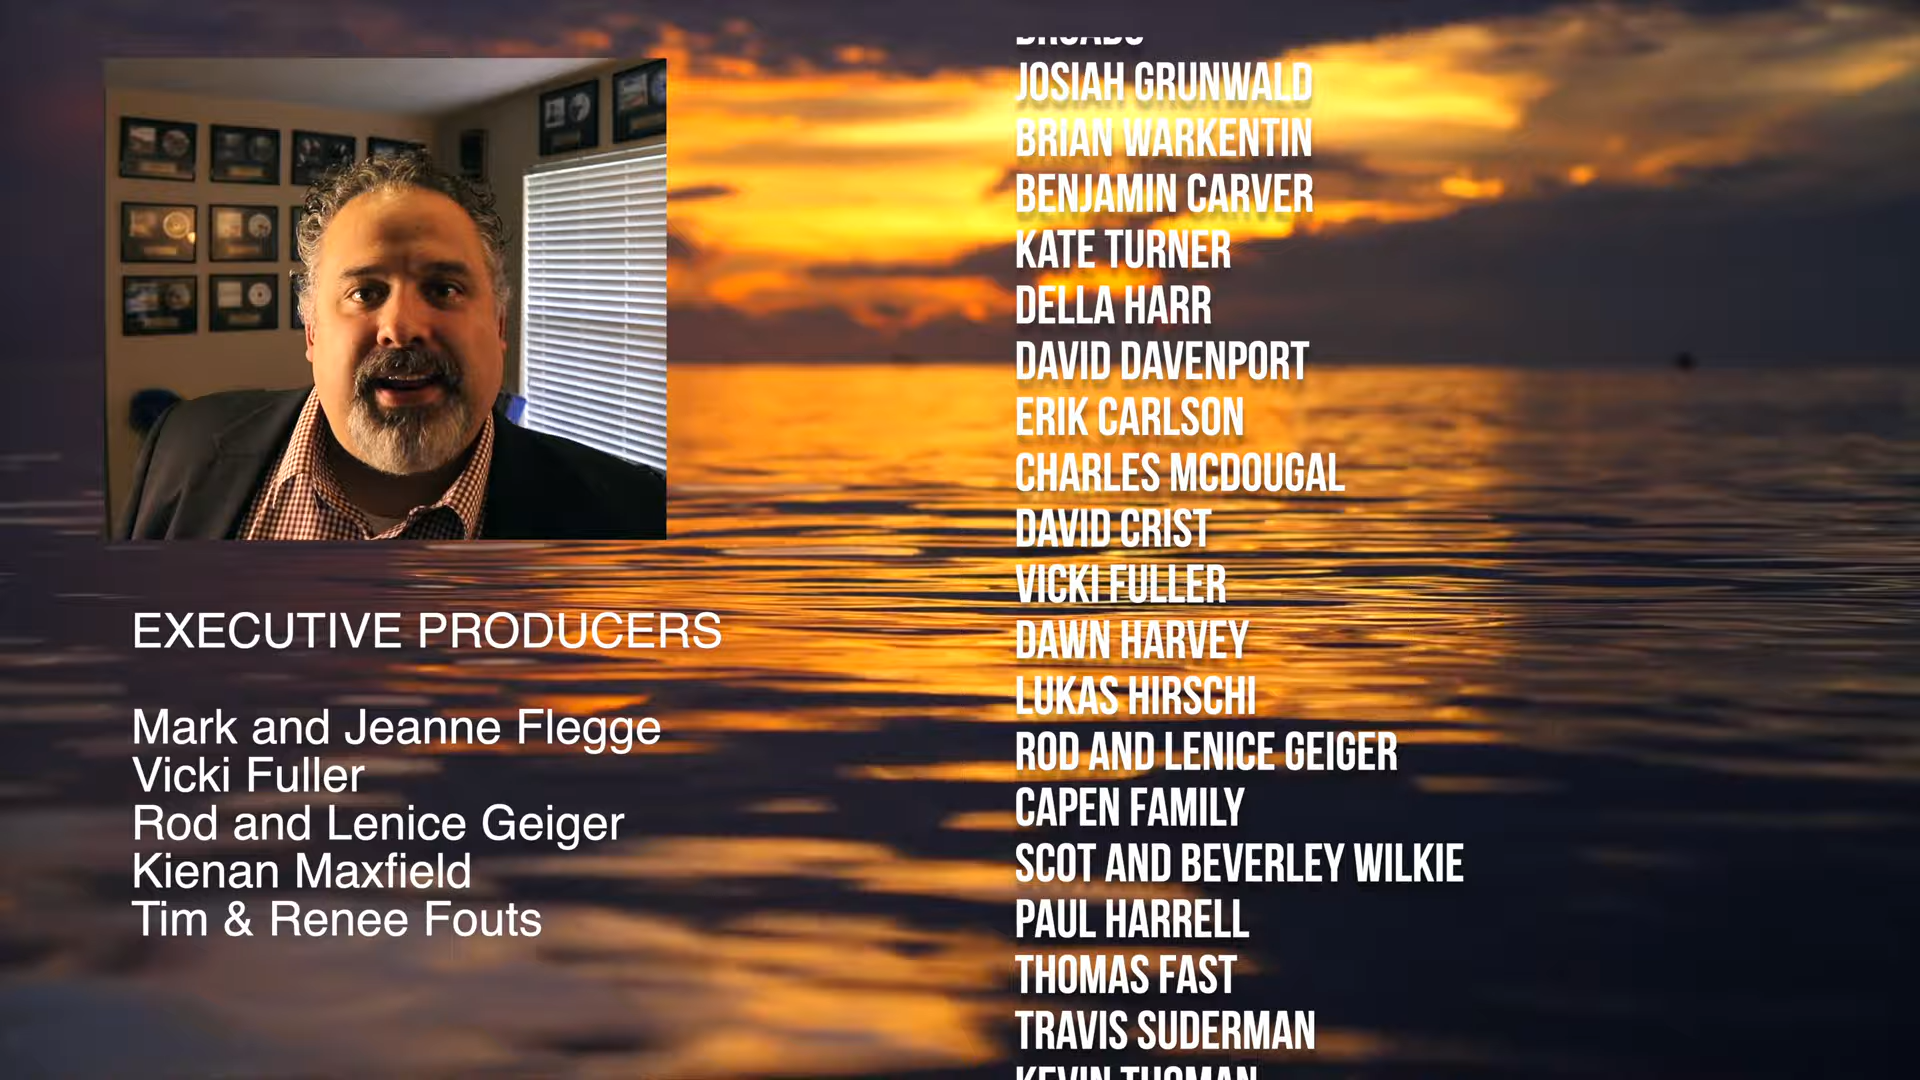 EXECUTIVE PRODUCERS
Mark and Jeanne Flegge
Vicki Fuller
Rod and Lenice Geiger
Kienan Maxfield
Tim & Renee Fouts
JOSIAH GRUNWALD
BRIAN WARKENTIN
BENJAMIN CARVER
KATE TURNER
DELLA HARR
DAVID DAVENPORT
ERIK CARLSON
CHARLES MCDOUGAL
DAVID CRIST
VICKI FULLER
DAWN HARVEY
LUKAS HIRSCHI
ROD AND LENICE GEIGER
CAPEN FAMILY
SCOT AND BEVERLEY WILKIE
PAUL HARRELL
THOMAS FAST
TRAVIS SUDERMAN
KEVIN THOMAN